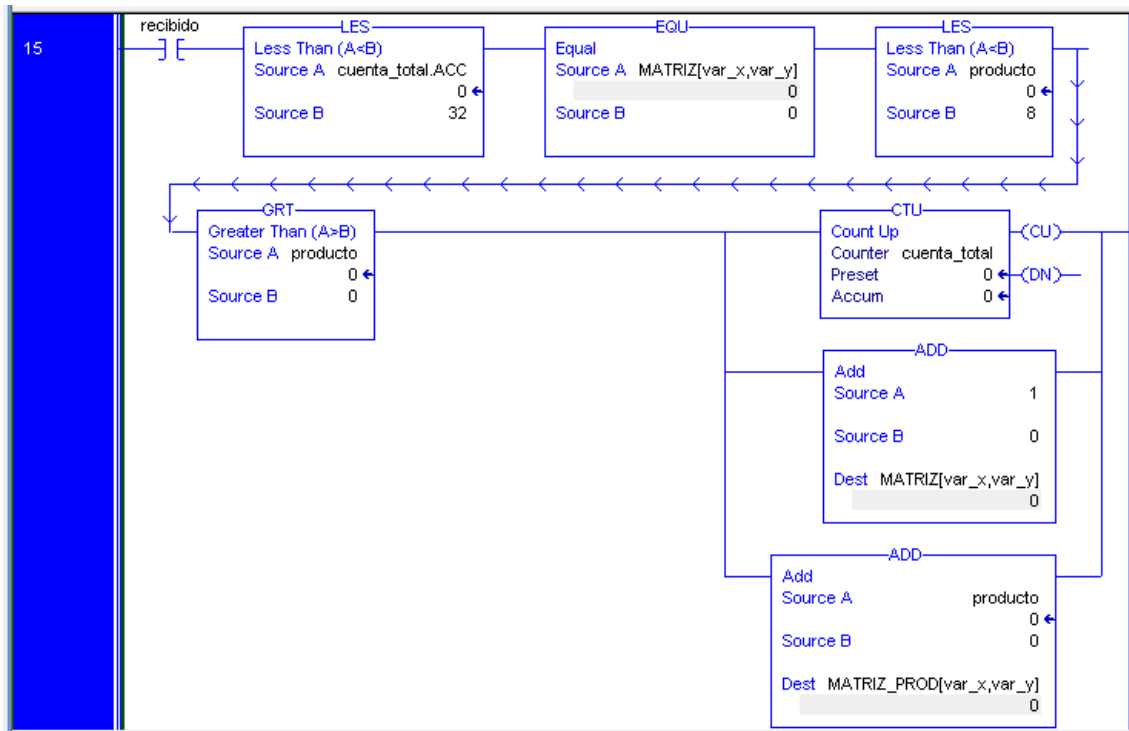 recibido
15
LES
Less Than (A<B)
Source A cuenta_total.ACC
0
Source B 32
EQU
Equal
Source A MATRIZ[var_x,var_y]
0
Source B 0
LES
Less Than (A<B)
Source A producto
0
Source B 8
GRT
Greater Than (A>B)
Source A producto
0
Source B 0
CTU
Count Up
Counter cuenta_total
Preset 0
Accum 0
(CU)
(DN)
ADD
Add
Source A 1
Source B 0
Dest MATRIZ[var_x,var_y]
0
ADD
Add
Source A producto
0
Source B 0
Dest MATRIZ_PROD[var_x,var_y]
0